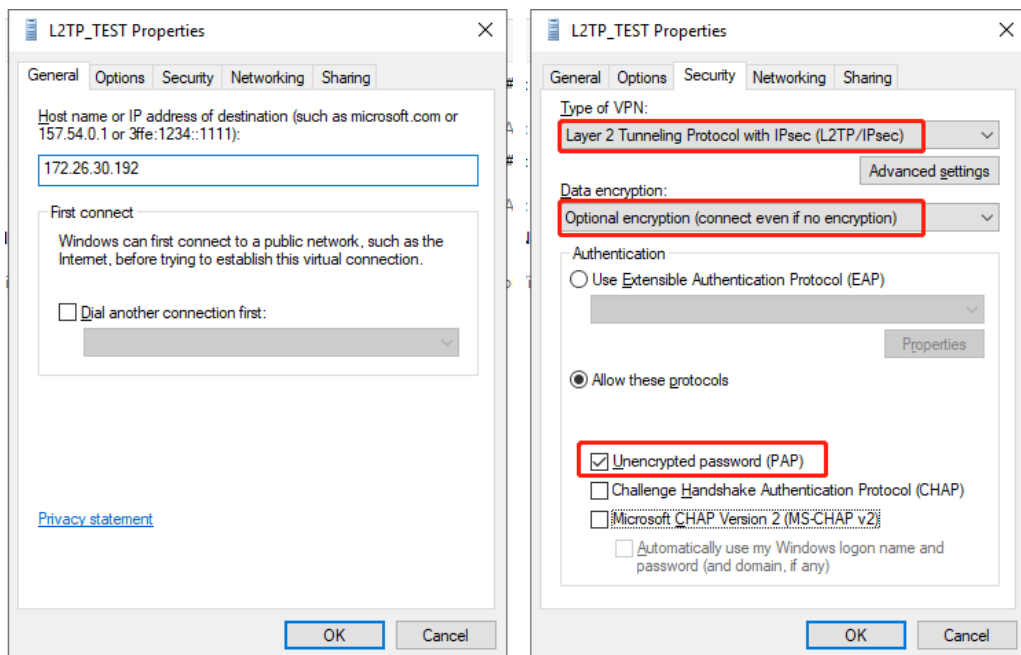 L2TP_TEST Properties
General Options Security Networking Sharing
Host name or IP address of destination (such as microsoft.com or
157.54.0.1 or 3ffe:1234::1111):
172.26.30.192
First connect
Windows can first connect to a public network, such as the
Internet, before trying to establish this virtual connection.
Dial another connection first:
Privacy statement
OK Cancel
L2TP_TEST Properties
General Options Security Networking Sharing
Type of VPN:
Layer 2 Tunneling Protocol with IPsec (L2TP/IPsec)
Advanced settings
Data encryption:
Optional encryption (connect even if no encryption)
Authentication
Use Extensible Authentication Protocol (EAP)
Properties
Allow these protocols
Unencrypted password (PAP)
Challenge Handshake Authentication Protocol (CHAP)
Microsoft CHAP Version 2 (MS-CHAP v2)
Automatically use my Windows logon name and
password (and domain, if any)
OK Cancel